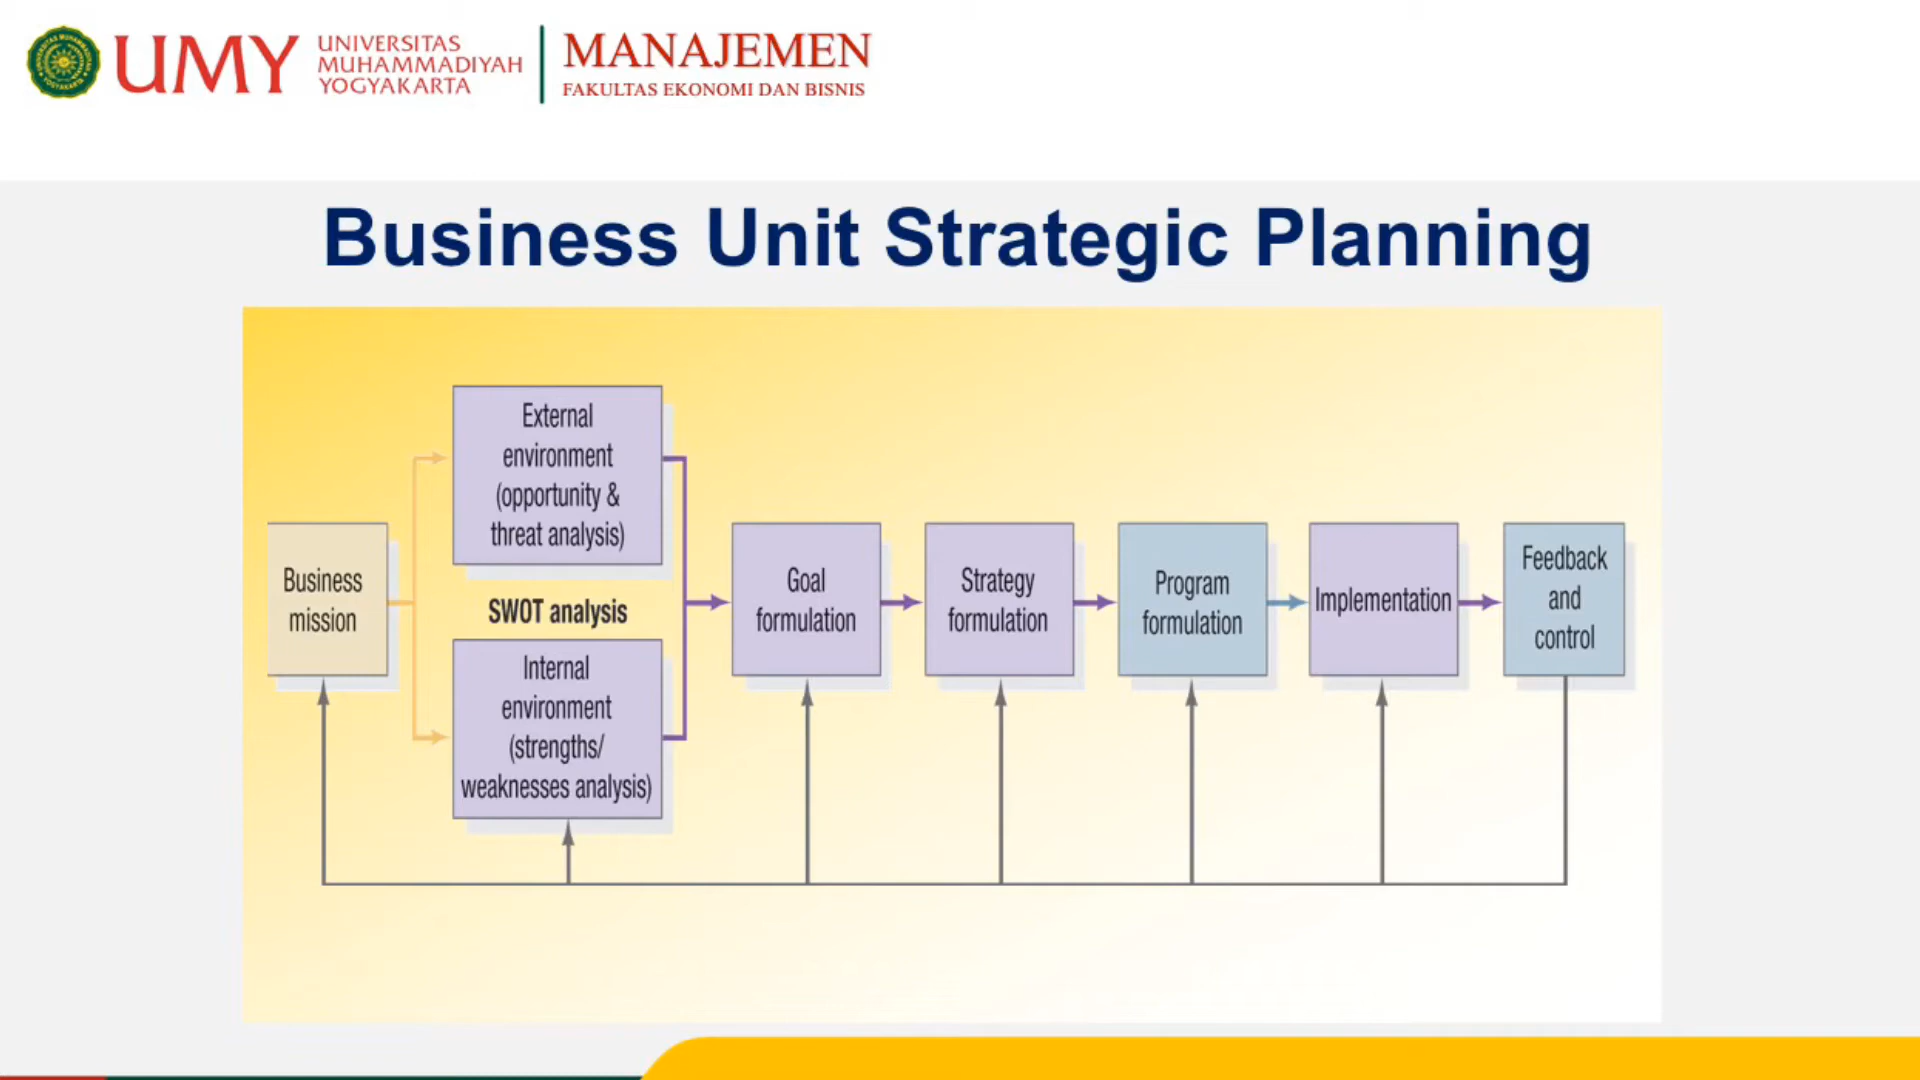 UMY
UNIVERSITAS
MUHAMMADIYAH
YOGYAKARTA
MANAJEMEN
FAKULTAS EKONOMI DAN BISNIS
Business Unit Strategic Planning
Business
mission
External
environment
(opportunity &
threat analysis)
SWOT analysis
Internal
environment
(strengths/
weaknesses analysis)
Goal
formulation
Strategy
formulation
Program
formulation
Implementation
Feedback
and
control